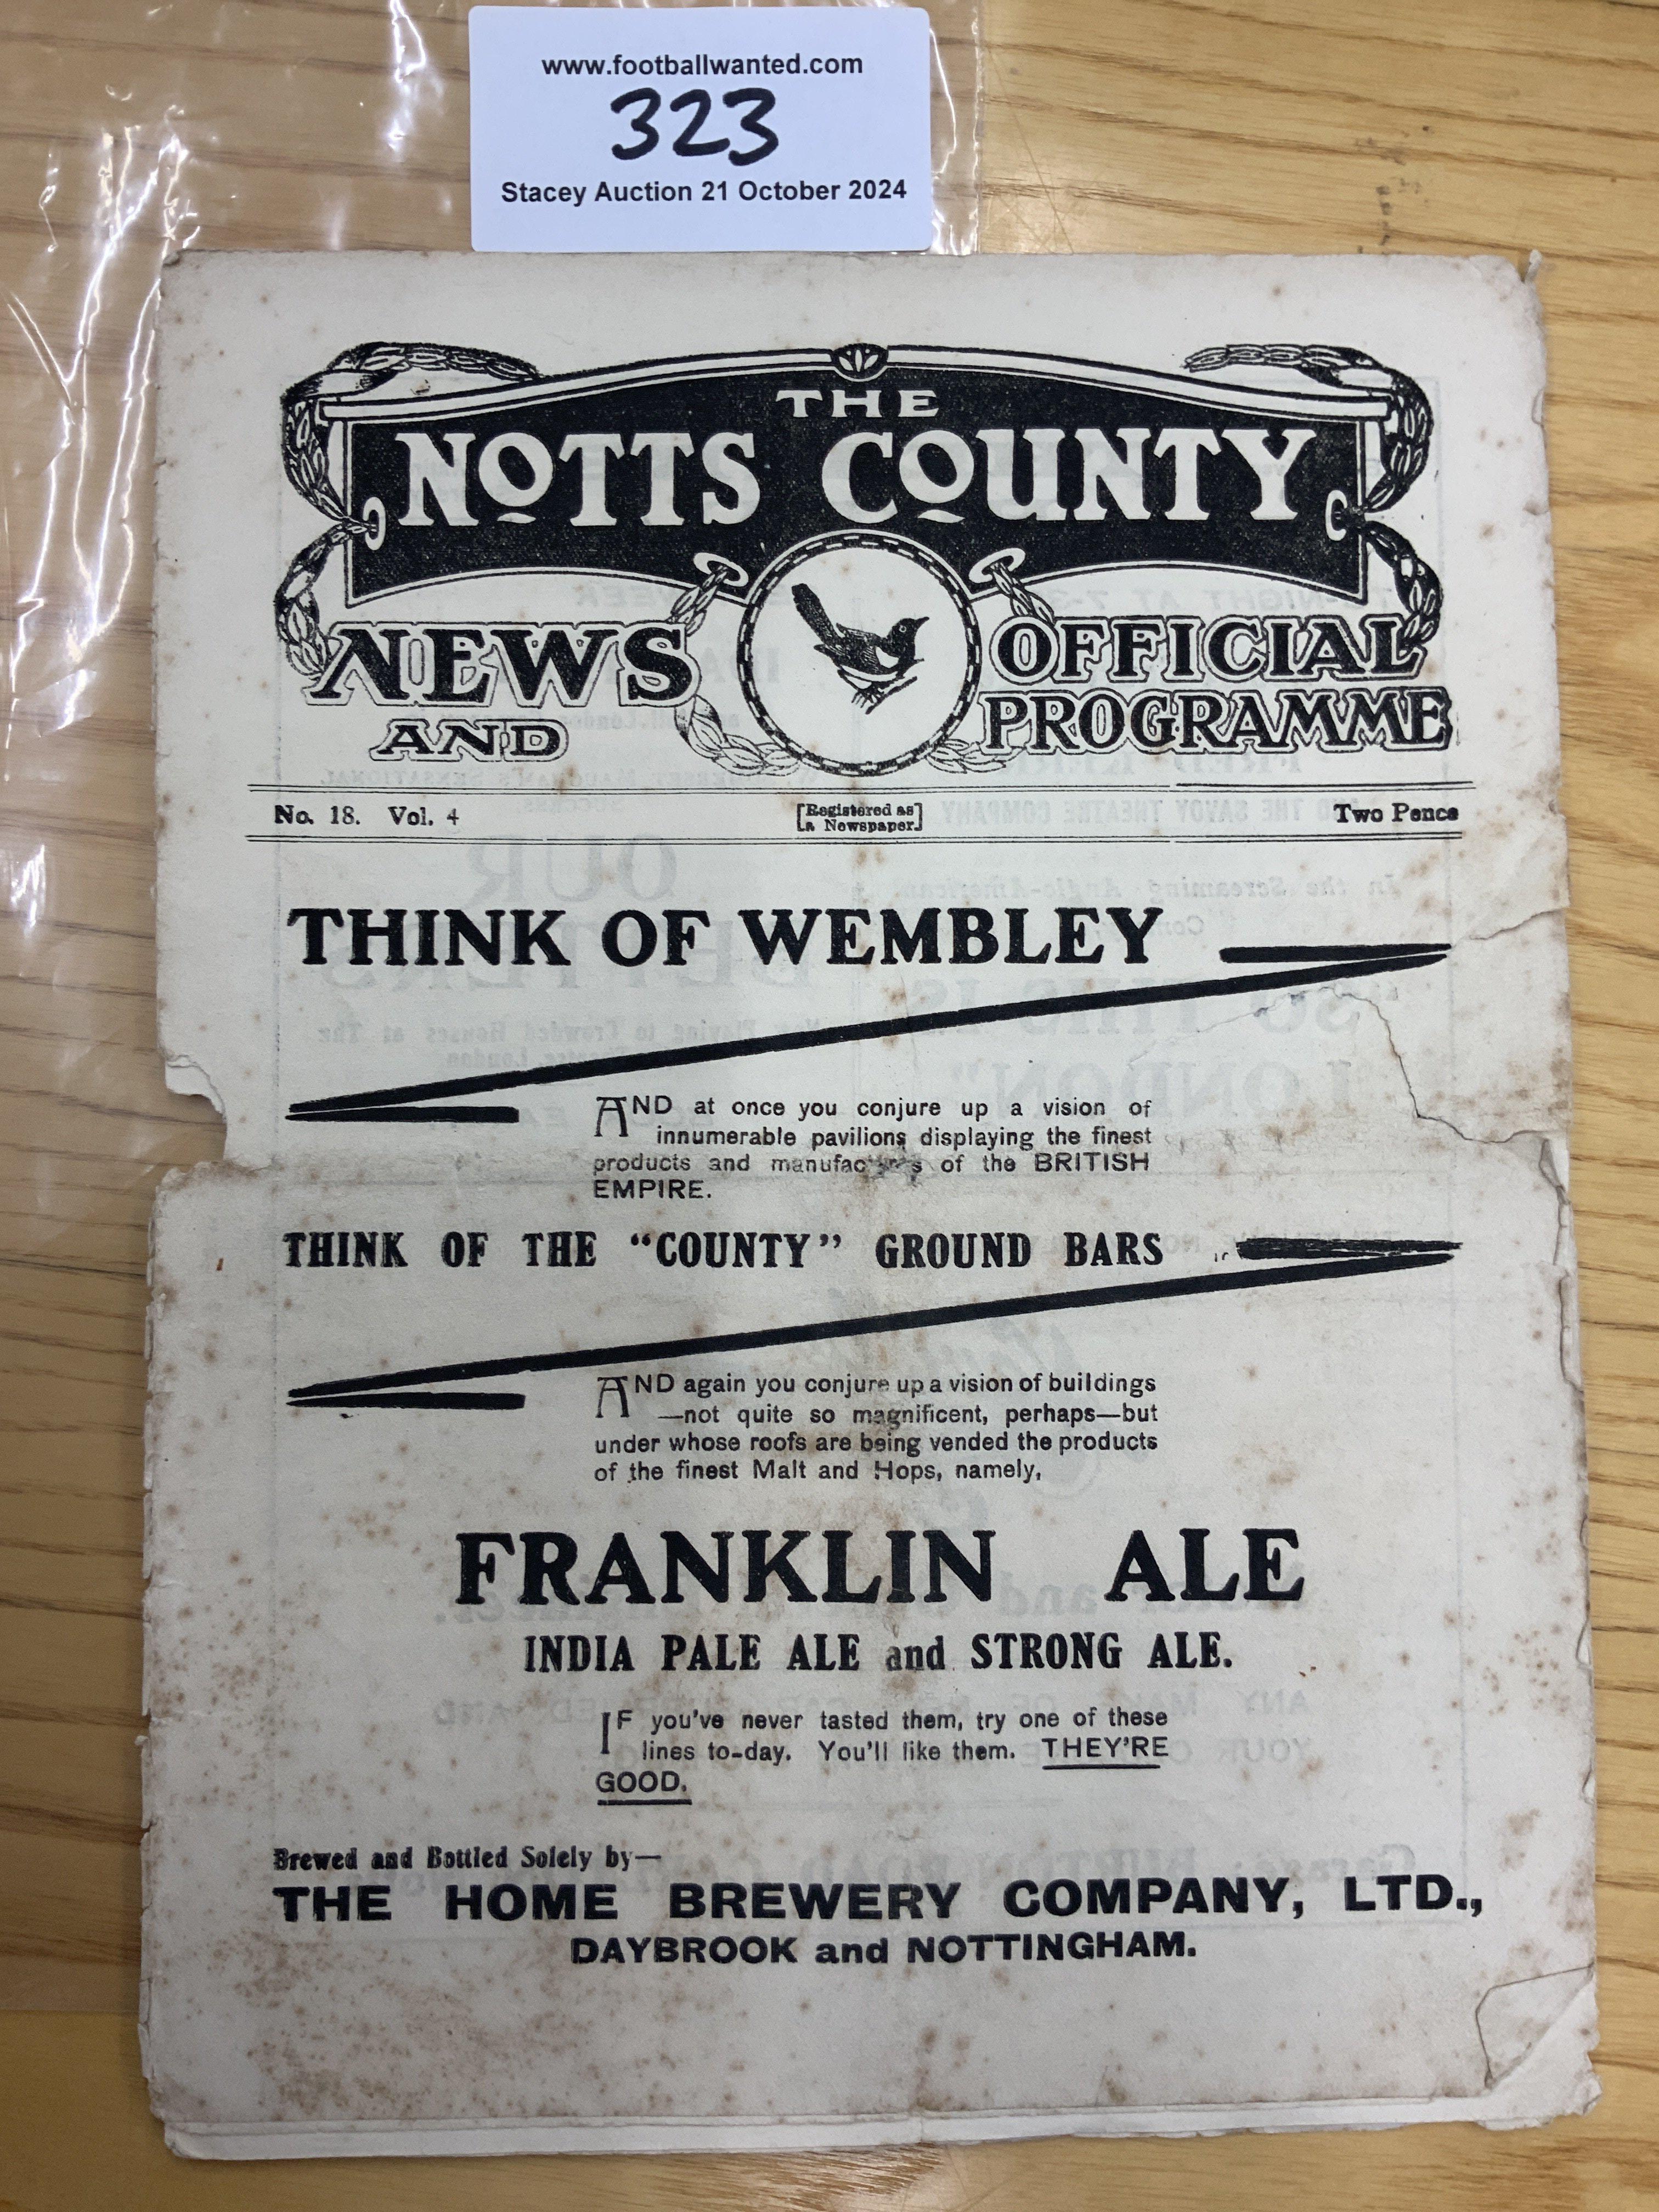 www.footballwanted.com
323
Stacey Auction 21 October 2024
THE
NOTTS COUNTY
NEWS
AND
OFFICIAL
PROGRAMME
No. 18. Vol. 4
[Registered as
a Newspaper]
Two Pence
THINK OF WEMBLEY
AND at once you conjure up a vision of
innumerable pavilions displaying the finest
products and of the BRITISH
EMPIRE.
THINK OF THE "COUNTY" GROUND BARS
AND again you conjure up a vision of buildings
—not quite so magnificent, perhaps—but
under whose roofs are being vended the products
of the finest Malt and Hops, namely,
FRANKLIN ALE
INDIA PALE ALE and STRONG ALE.
IF you've never tasted them, try one of these
lines to-day. You'll like them. THEY'RE
GOOD.
Brewed and Bottled Solely by—
THE HOME BREWERY COMPANY, LTD.,
DAYBROOK and NOTTINGHAM.